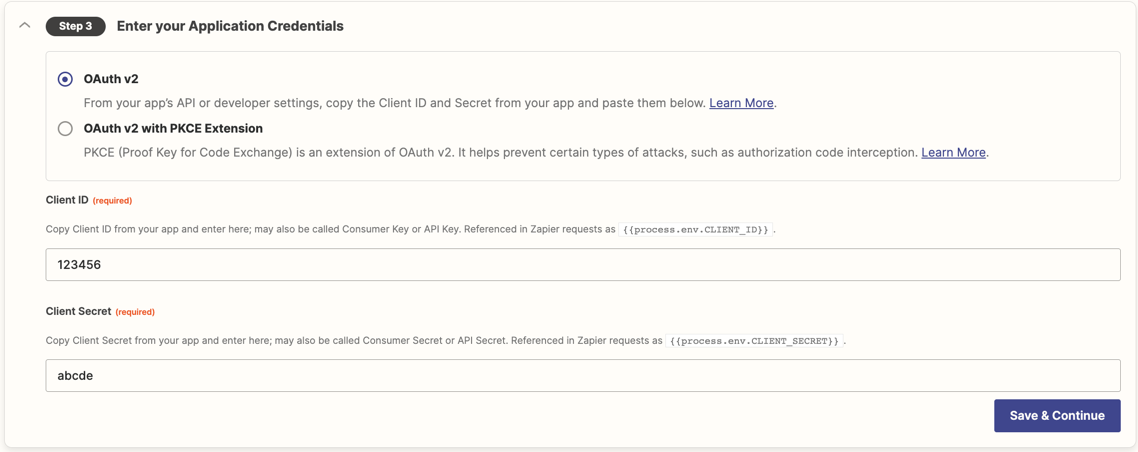 Step 3 Enter your Application Credentials
OAuth v2
From your app’s API or developer settings, copy the Client ID and Secret from your app and paste them below. Learn More.
OAuth v2 with PKCE Extension
PKCE (Proof Key for Code Exchange) is an extension of OAuth v2. It helps prevent certain types of attacks, such as authorization code interception. Learn More.
Client ID (required)
Copy Client ID from your app and enter here; may also be called Consumer Key or API Key. Referenced in Zapier requests as {{process.env.CLIENT_ID}}.
123456
Client Secret (required)
Copy Client Secret from your app and enter here; may also be called Consumer Secret or API Secret. Referenced in Zapier requests as {{process.env.CLIENT_SECRET}}.
abcde
Save & Continue